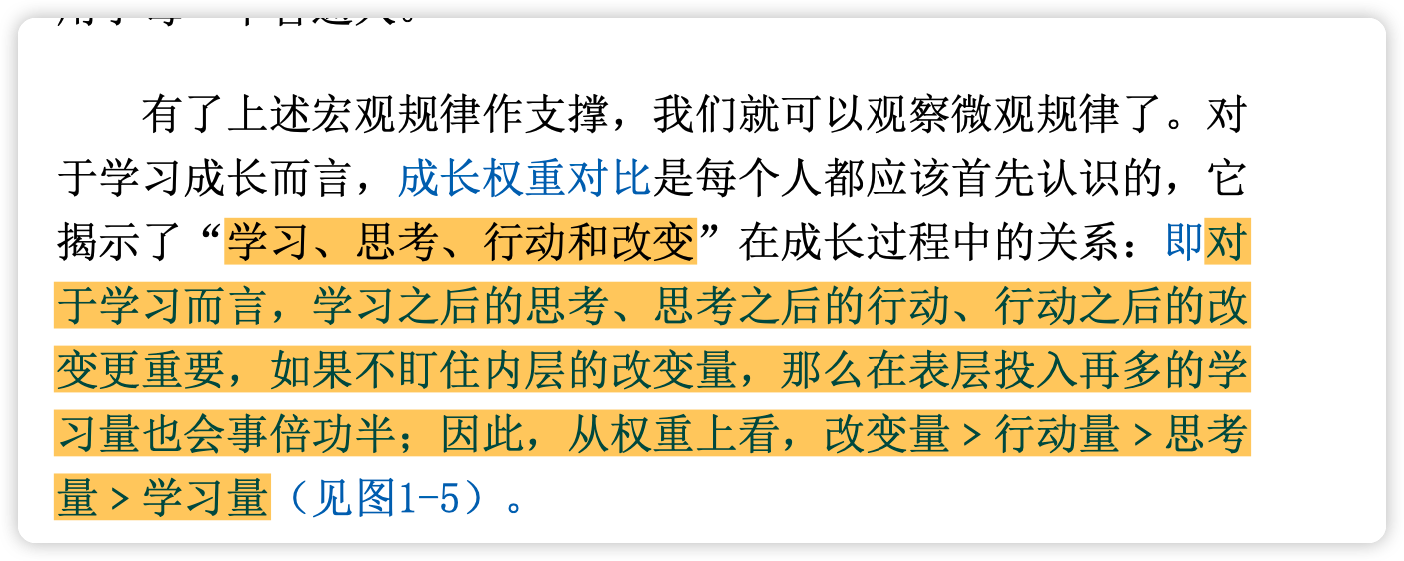 有了上述宏观规律作支撑，我们就可以观察微观规律了。对
于学习成长而言，成长权重对比是每个人都应该首先认识的，它
揭示了“学习、思考、行动和改变”在成长过程中的关系：即对
于学习而言，学习之后的思考、思考之后的行动、行动之后的改
变更重要，如果不盯住内层的改变量，那么在表层投入再多的学
习量也会事倍功半；因此，从权重上看，改变量﹥行动量﹥思考
量﹥学习量（见图1-5）。